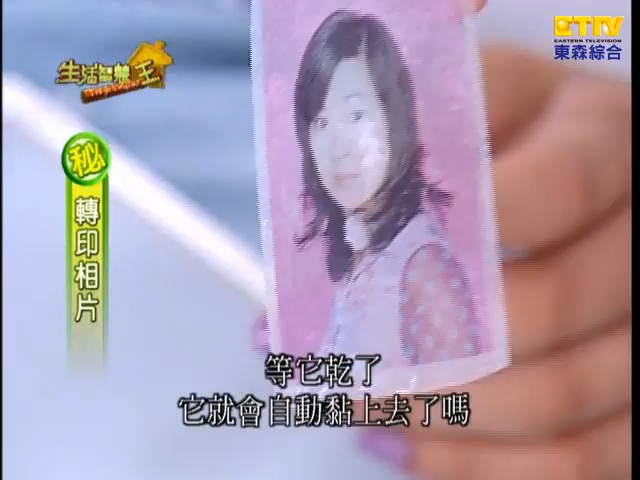 生活智慧王
ETTV
EASTERN TELEVISION
東森綜合
秘
轉印相片
等它乾了
它就會自動黏上去了嗎